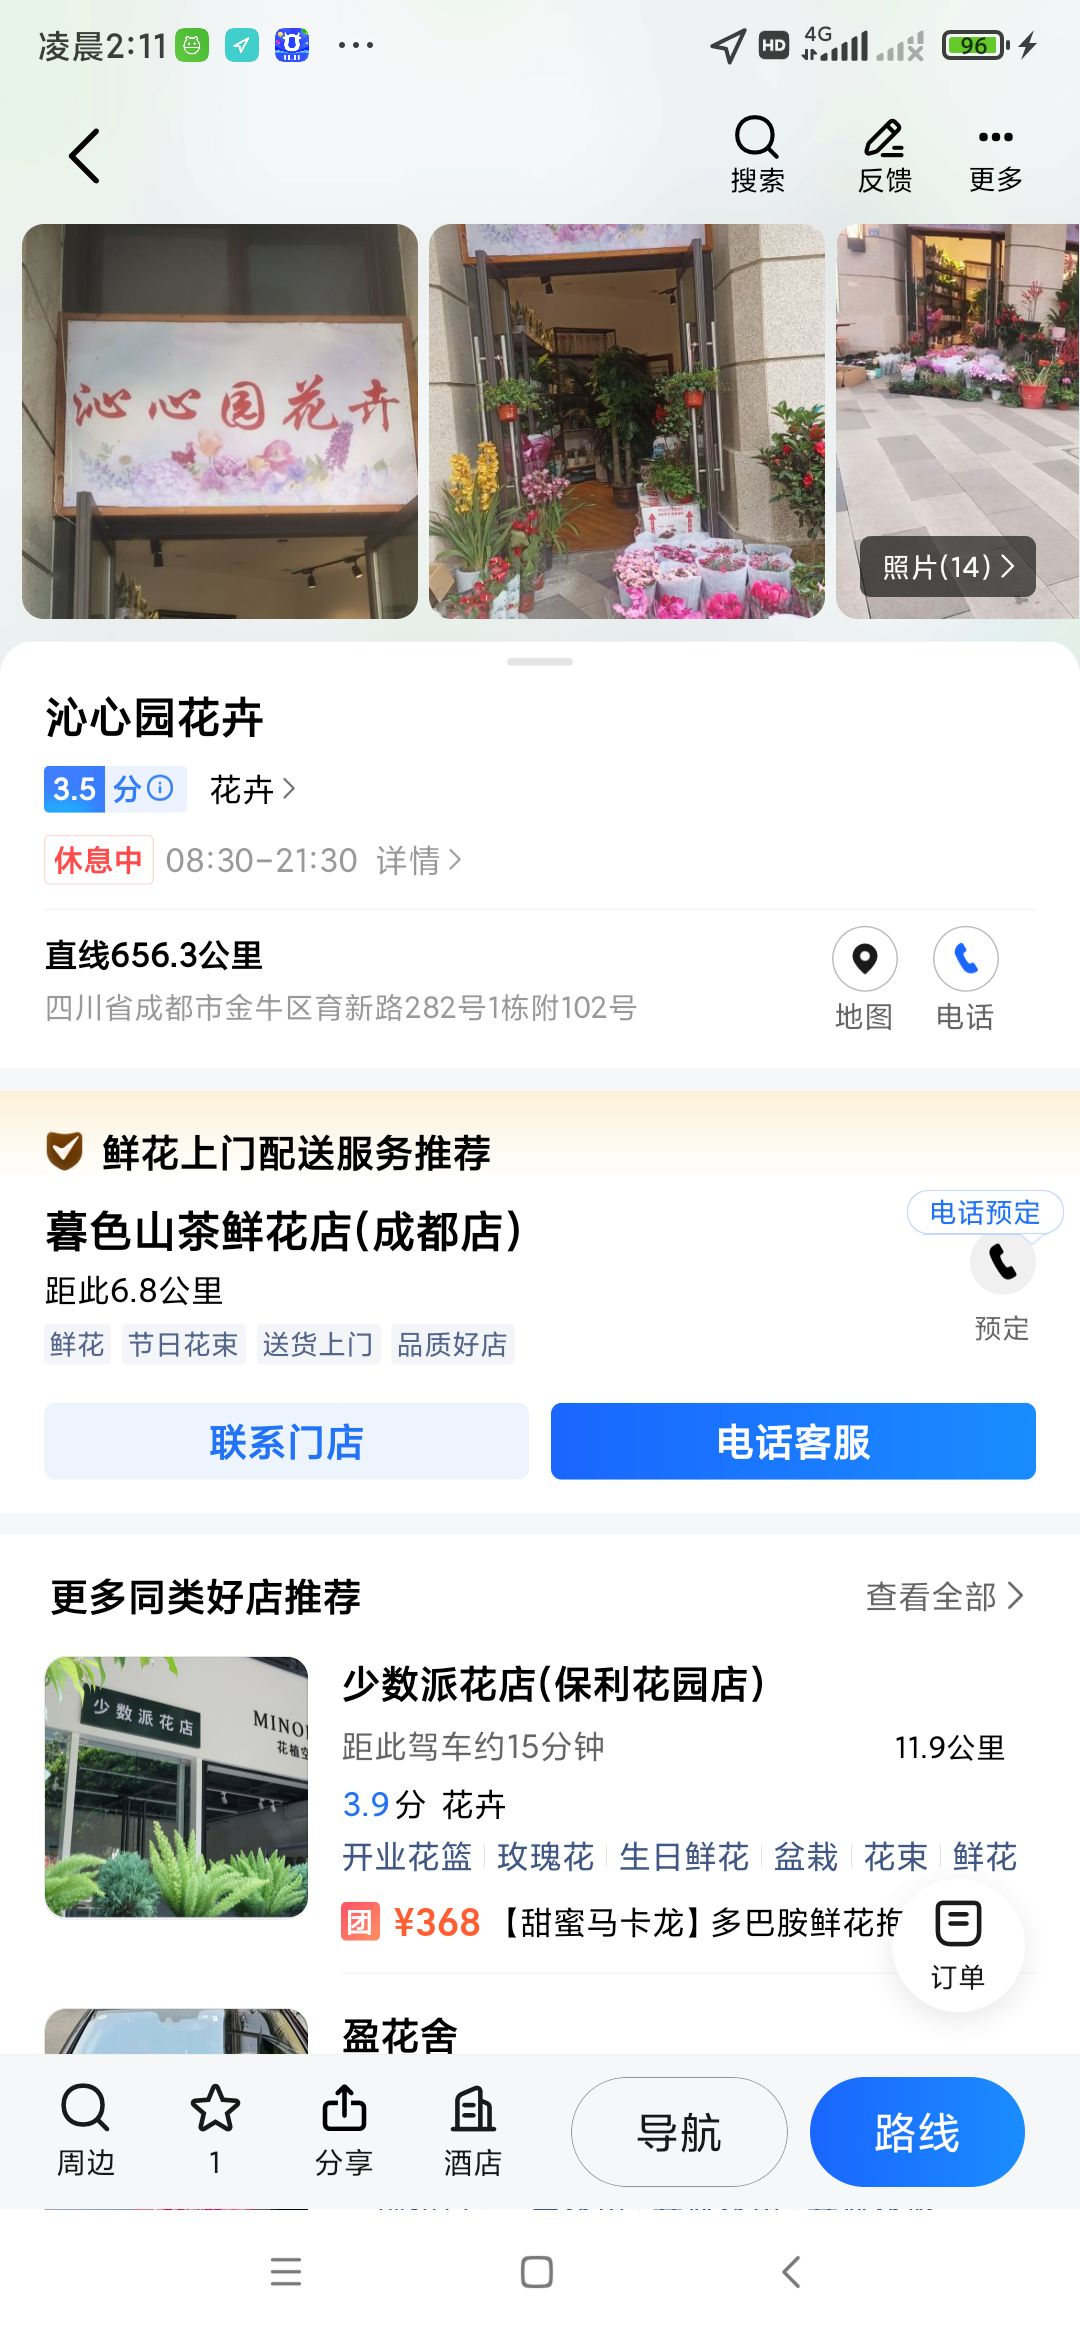 凌晨2:11
HD 4G 96
搜索
反馈
更多
沁心园花卉
照片(14)
沁心园花卉
3.5分 花卉
休息中 08:30-21:30 详情
直线656.3公里
四川省成都市金牛区育新路282号1栋附102号
地图
电话
鲜花上门配送服务推荐
暮色山茶鲜花店(成都店)
电话预定
距此6.8公里
预定
鲜花 节日花束 送货上门 品质好店
联系门店
电话客服
更多同类好店推荐
查看全部
少数派花店
花植
少数派花店(保利花园店)
距此驾车约15分钟
11.9公里
3.9分 花卉
开业花篮 玫瑰花 生日鲜花 盆栽 花束 鲜花
团 ¥368 【甜蜜马卡龙】多巴胺鲜花抱
订单
盈花舍
周边
1
分享
酒店
导航
路线